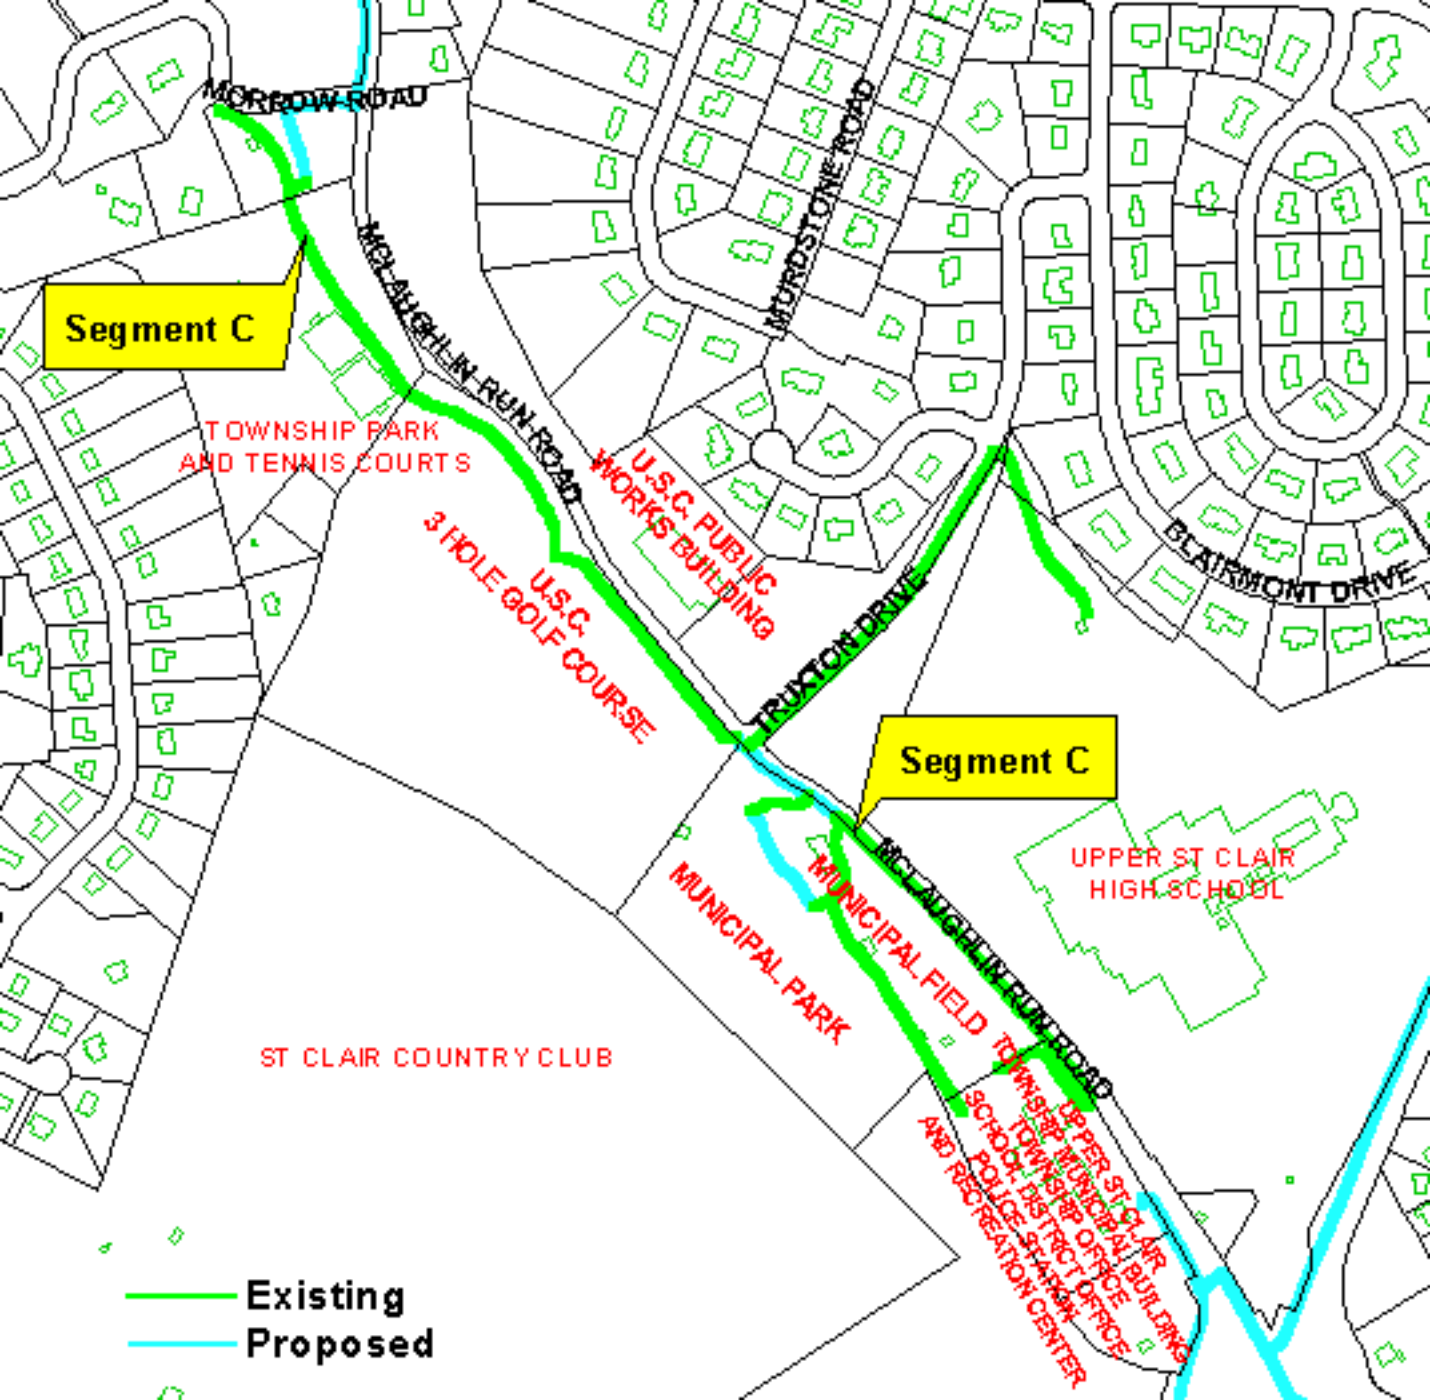 MORROW ROAD
MURDSTONE ROAD
MCLAUGHLIN RUN ROAD
Segment C
TOWNSHIP PARK
AND TENNIS COURTS
U.S.C. PUBLIC
WORKS BUILDING
U.S.C.
3 HOLE GOLF COURSE
BLAIRMONT DRIVE
TRUXTON DRIVE
Segment C
UPPER ST CLAIR
HIGH SCHOOL
MCLAUGHLIN RUN ROAD
MUNICIPAL FIELD
MUNICIPAL PARK
ST CLAIR COUNTRY CLUB
UPPER ST. CLAIR
TOWNSHIP MUNICIPAL BUILDING
TOWNSHIP OFFICE
SCHOOL DISTRICT OFFICE
POLICE STATION
AND RECREATION CENTER
Existing
Proposed